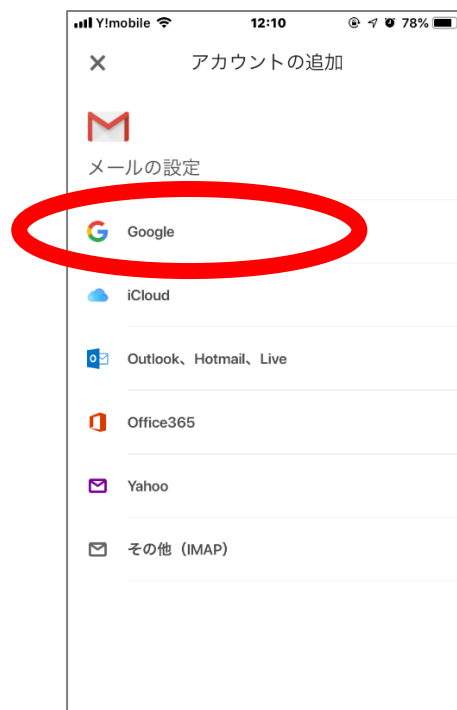 Y!mobile 12:10 78%
アカウントの追加
メールの設定
Google
iCloud
Outlook、Hotmail、Live
Office365
Yahoo
その他（IMAP）